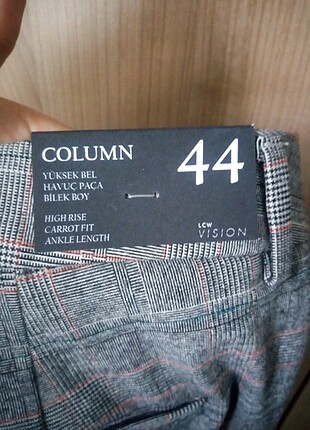 COLUMN
44
YÜKSEK BEL
HAVUÇ PAÇA
BİLEK BOY
HIGH RISE
CARROT FIT
ANKLE LENGTH
LCW
VISION